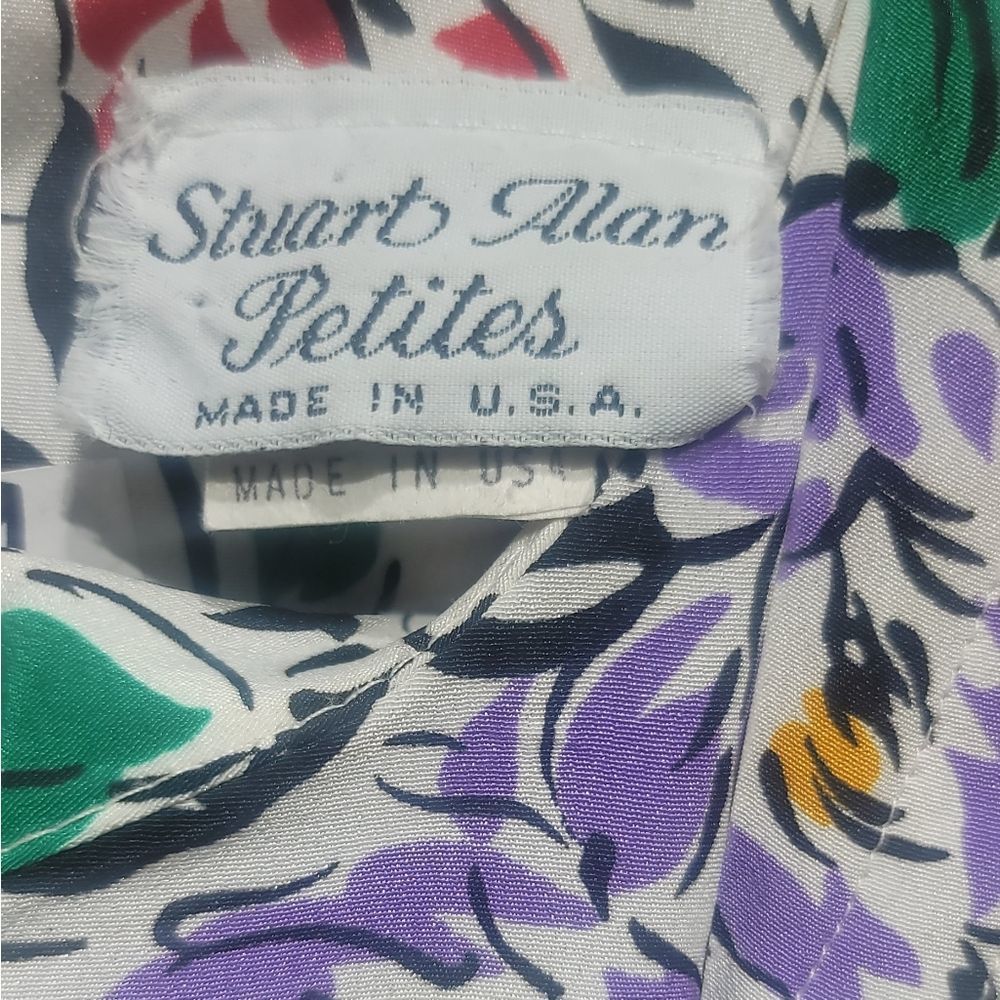 Stuart Alan
Petites
MADE IN U.S.A.
MADE IN USA